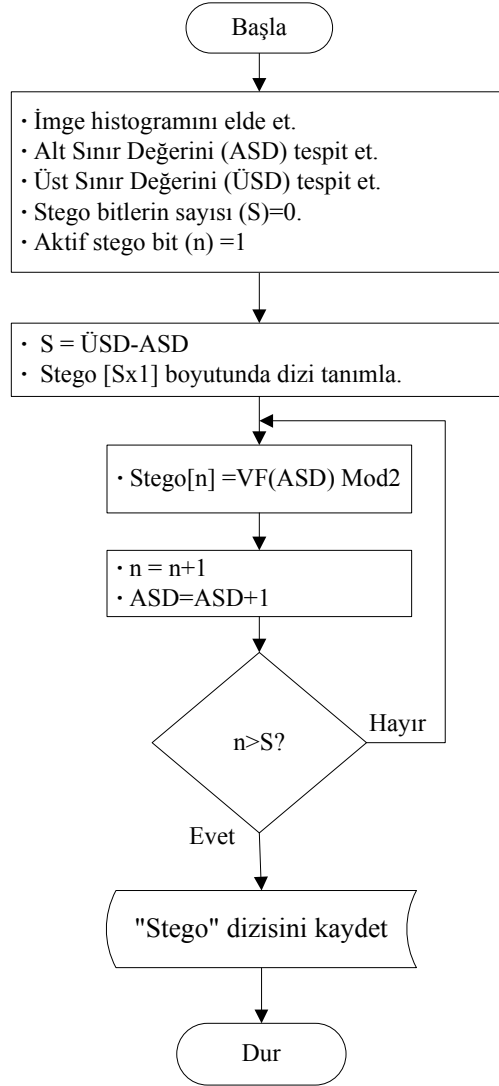 Başla
· İmge histogramını elde et.
· Alt Sınır Değerini (ASD) tespit et.
· Üst Sınır Değerini (ÜSD) tespit et.
· Stego bitlerin sayısı (S)=0.
· Aktif stego bit (n) =1
· S = ÜSD-ASD
· Stego [Sx1] boyutunda dizi tanımla.
· Stego[n] =VF(ASD) Mod2
· n = n+1
· ASD=ASD+1
n>S?
Hayır
Evet
"Stego" dizisini kaydet
Dur